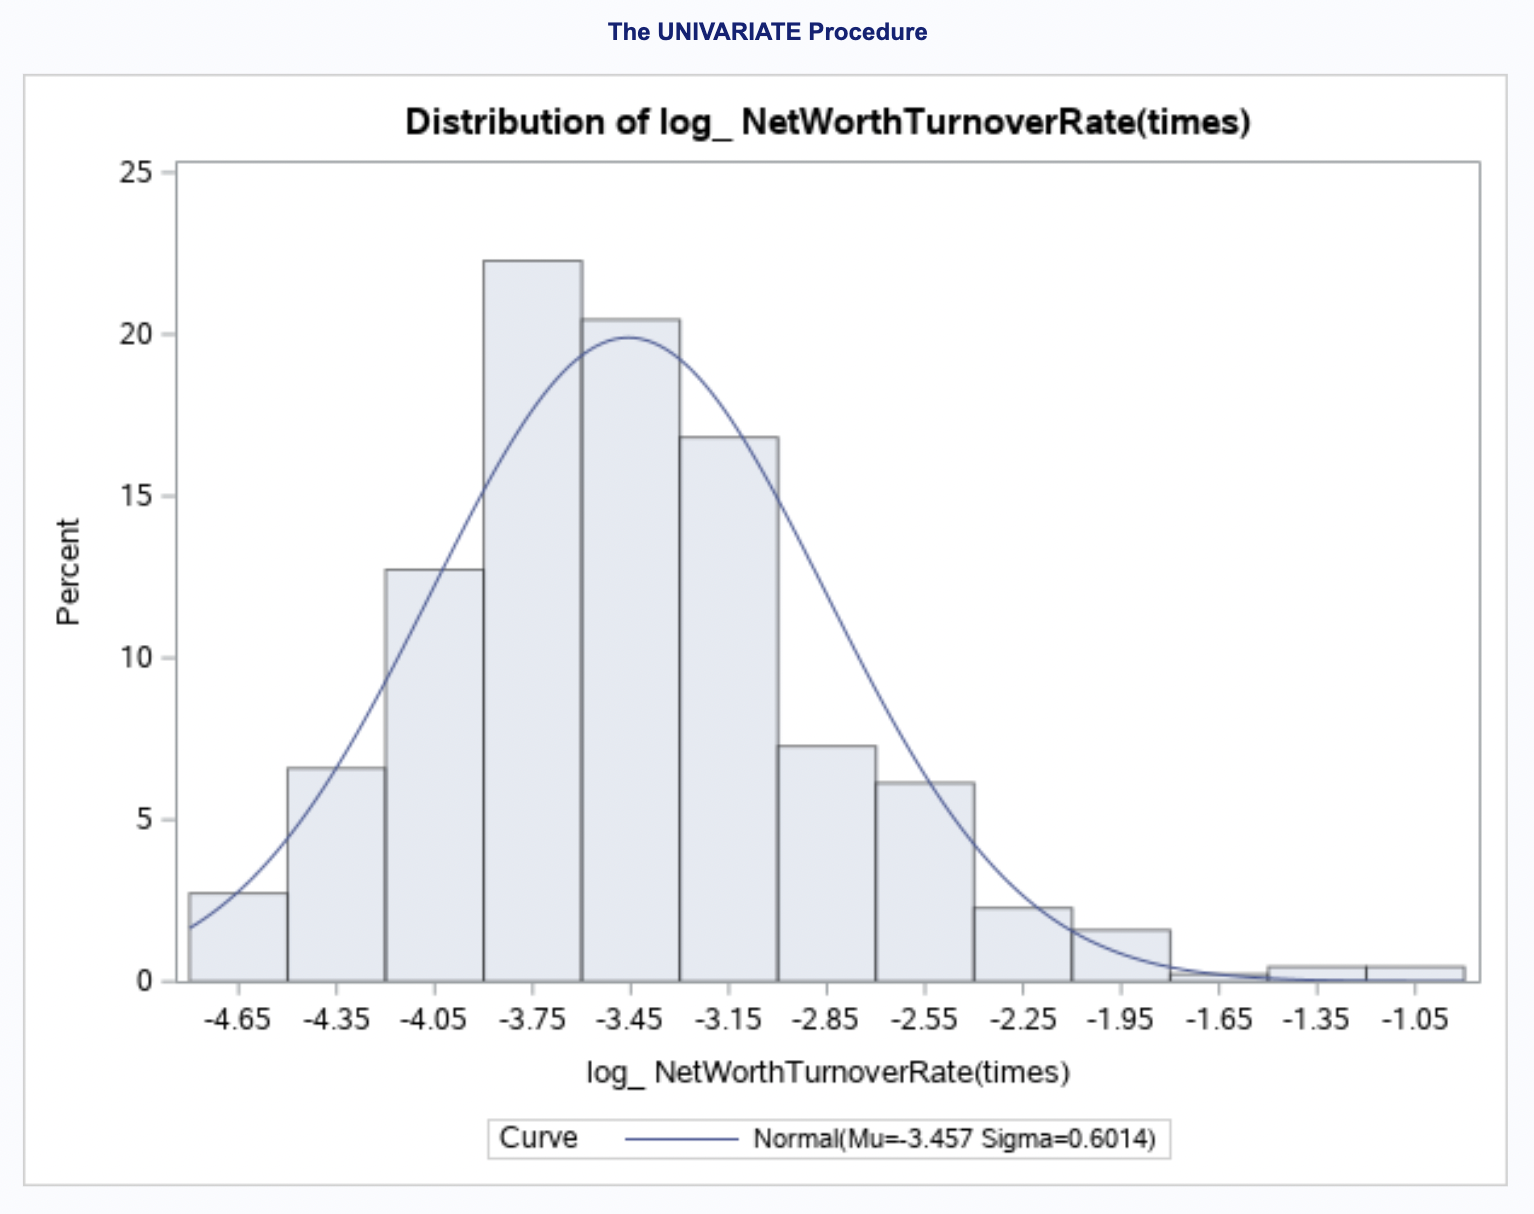 The UNIVARIATE Procedure
Distribution of log_ NetWorthTurnoverRate(times)
25
20
15
10
5
0
Percent
-4.65 -4.35 -4.05 -3.75 -3.45 -3.15 -2.85 -2.55 -2.25 -1.95 -1.65 -1.35 -1.05
log_ NetWorthTurnoverRate(times)
Curve Normal(Mu=-3.457 Sigma=0.6014)